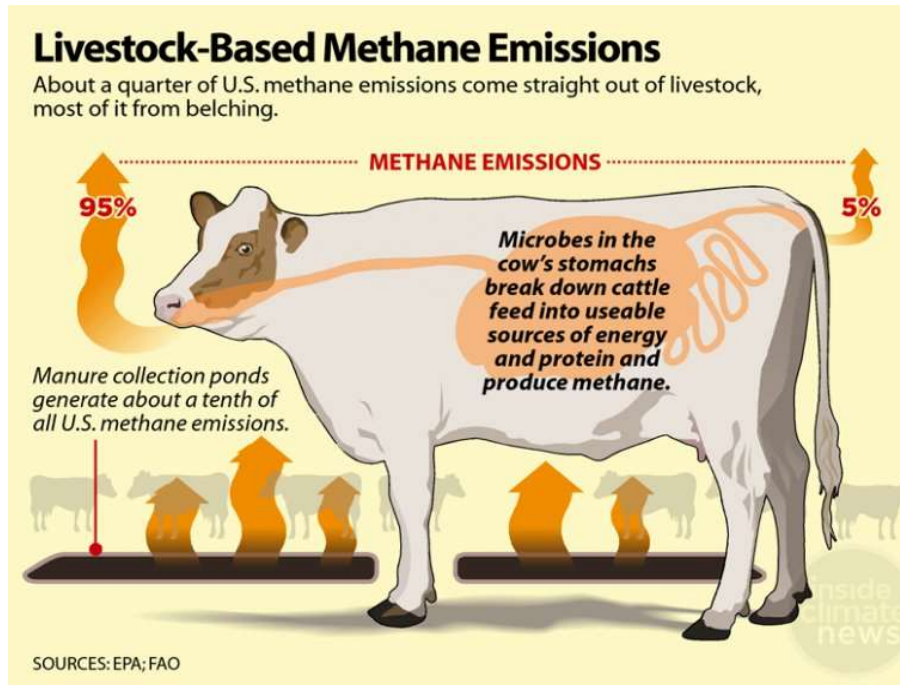 Livestock-Based Methane Emissions
About a quarter of U.S. methane emissions come straight out of livestock,
most of it from belching.
METHANE EMISSIONS
95%
5%
Microbes in the
cow's stomachs
break down cattle
feed into useable
sources of energy
and protein and
produce methane.
Manure collection ponds
generate about a tenth of
all U.S. methane emissions.
inside
climate
news
SOURCES: EPA; FAO